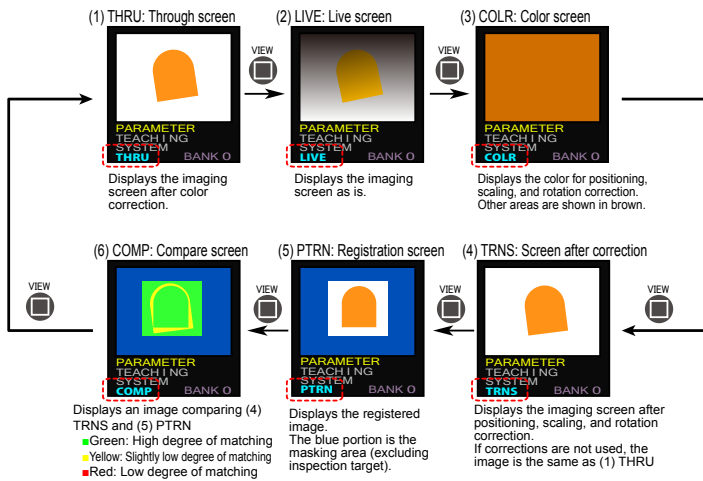 (1) THRU: Through screen
PARAMETER
TEACHING
SYSTEM
THRU BANK 0
Displays the imaging
screen after color
correction.
VIEW
(2) LIVE: Live screen
PARAMETER
TEACHING
SYSTEM
LIVE BANK 0
Displays the imaging
screen as is.
VIEW
(3) COLR: Color screen
PARAMETER
TEACHING
SYSTEM
COLR BANK 0
Displays the color for positioning,
scaling, and rotation correction.
Other areas are shown in brown.
VIEW
(4) TRNS: Screen after correction
PARAMETER
TEACHING
SYSTEM
TRNS BANK 0
Displays the imaging screen after
positioning, scaling, and rotation
correction.
If corrections are not used, the
image is the same as (1) THRU
VIEW
(5) PTRN: Registration screen
PARAMETER
TEACHING
SYSTEM
PTRN BANK 0
Displays the registered
image.
The blue portion is the
masking area (excluding
inspection target).
VIEW
(6) COMP: Compare screen
PARAMETER
TEACHING
SYSTEM
COMP BANK 0
Displays an image comparing (4)
TRNS and (5) PTRN
Green: High degree of matching
Yellow: Slightly low degree of matching
Red: Low degree of matching
VIEW